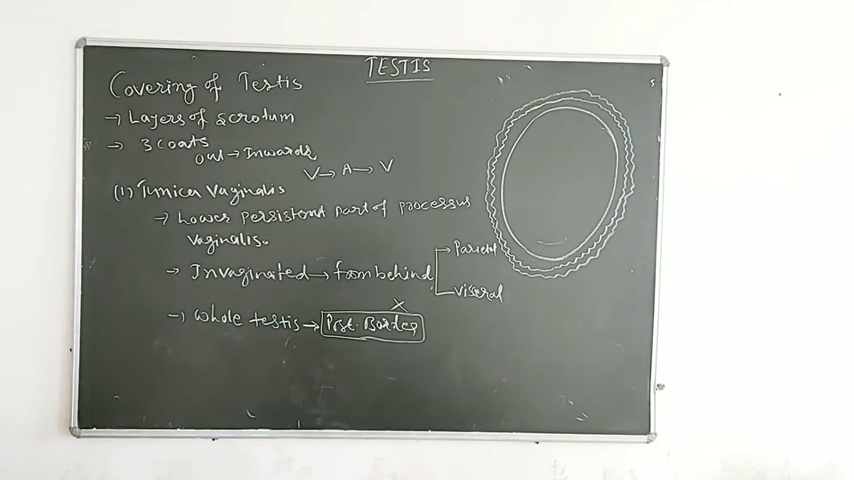 TESTIS
Covering of Testis
→ Layers of scrotum
→ 3 coats
out → Inwards
V → A → V
(1) Tunica Vaginalis
→ Lower persistent part of processus
vaginalis.
→ Invaginated → from behind
→ Parietal
Visceral
→ Whole testis → Post. Border
X